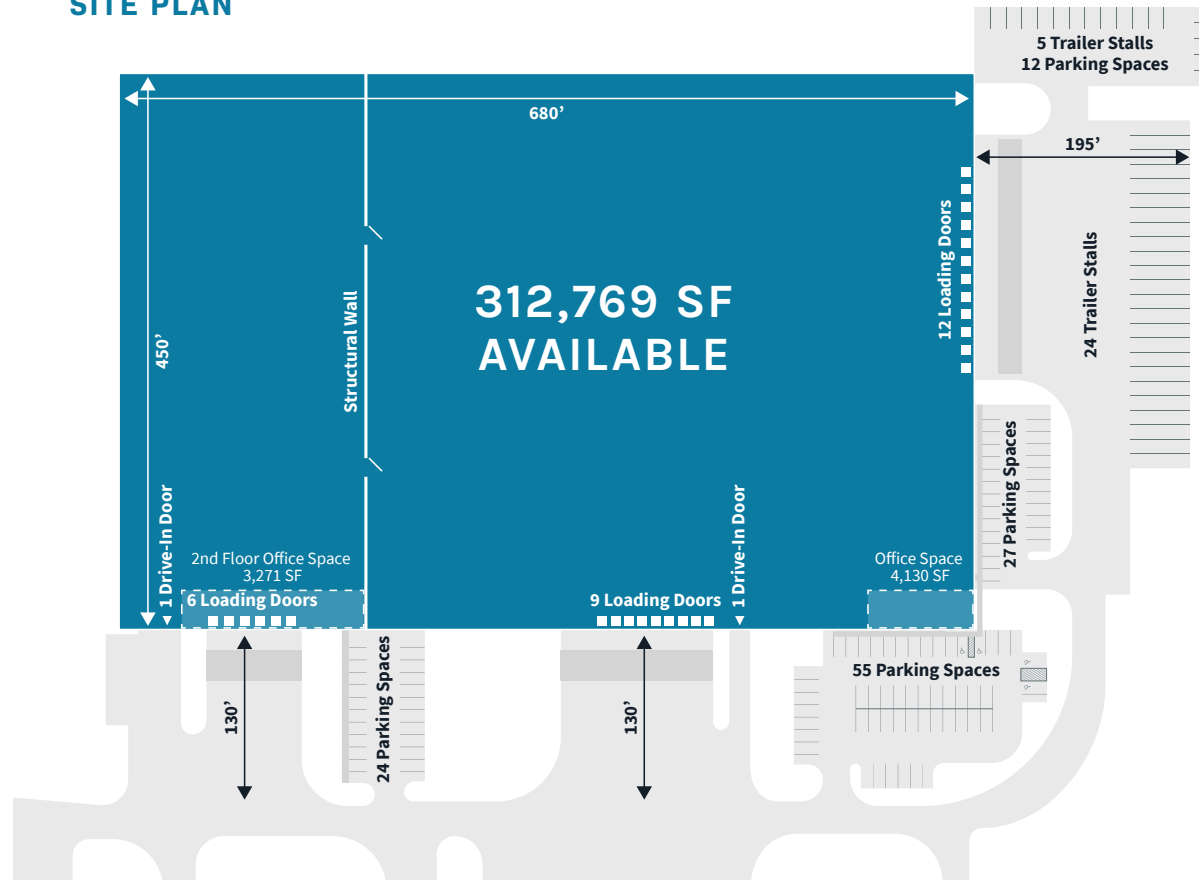 SITE PLAN
5 Trailer Stalls
12 Parking Spaces
680’
195’
12 Loading Doors
24 Trailer Stalls
450’
Structural Wall
312,769 SF
AVAILABLE
27 Parking Spaces
1 Drive-In Door
2nd Floor Office Space
3,271 SF
6 Loading Doors
9 Loading Doors
1 Drive-In Door
Office Space
4,130 SF
130’
24 Parking Spaces
130’
55 Parking Spaces